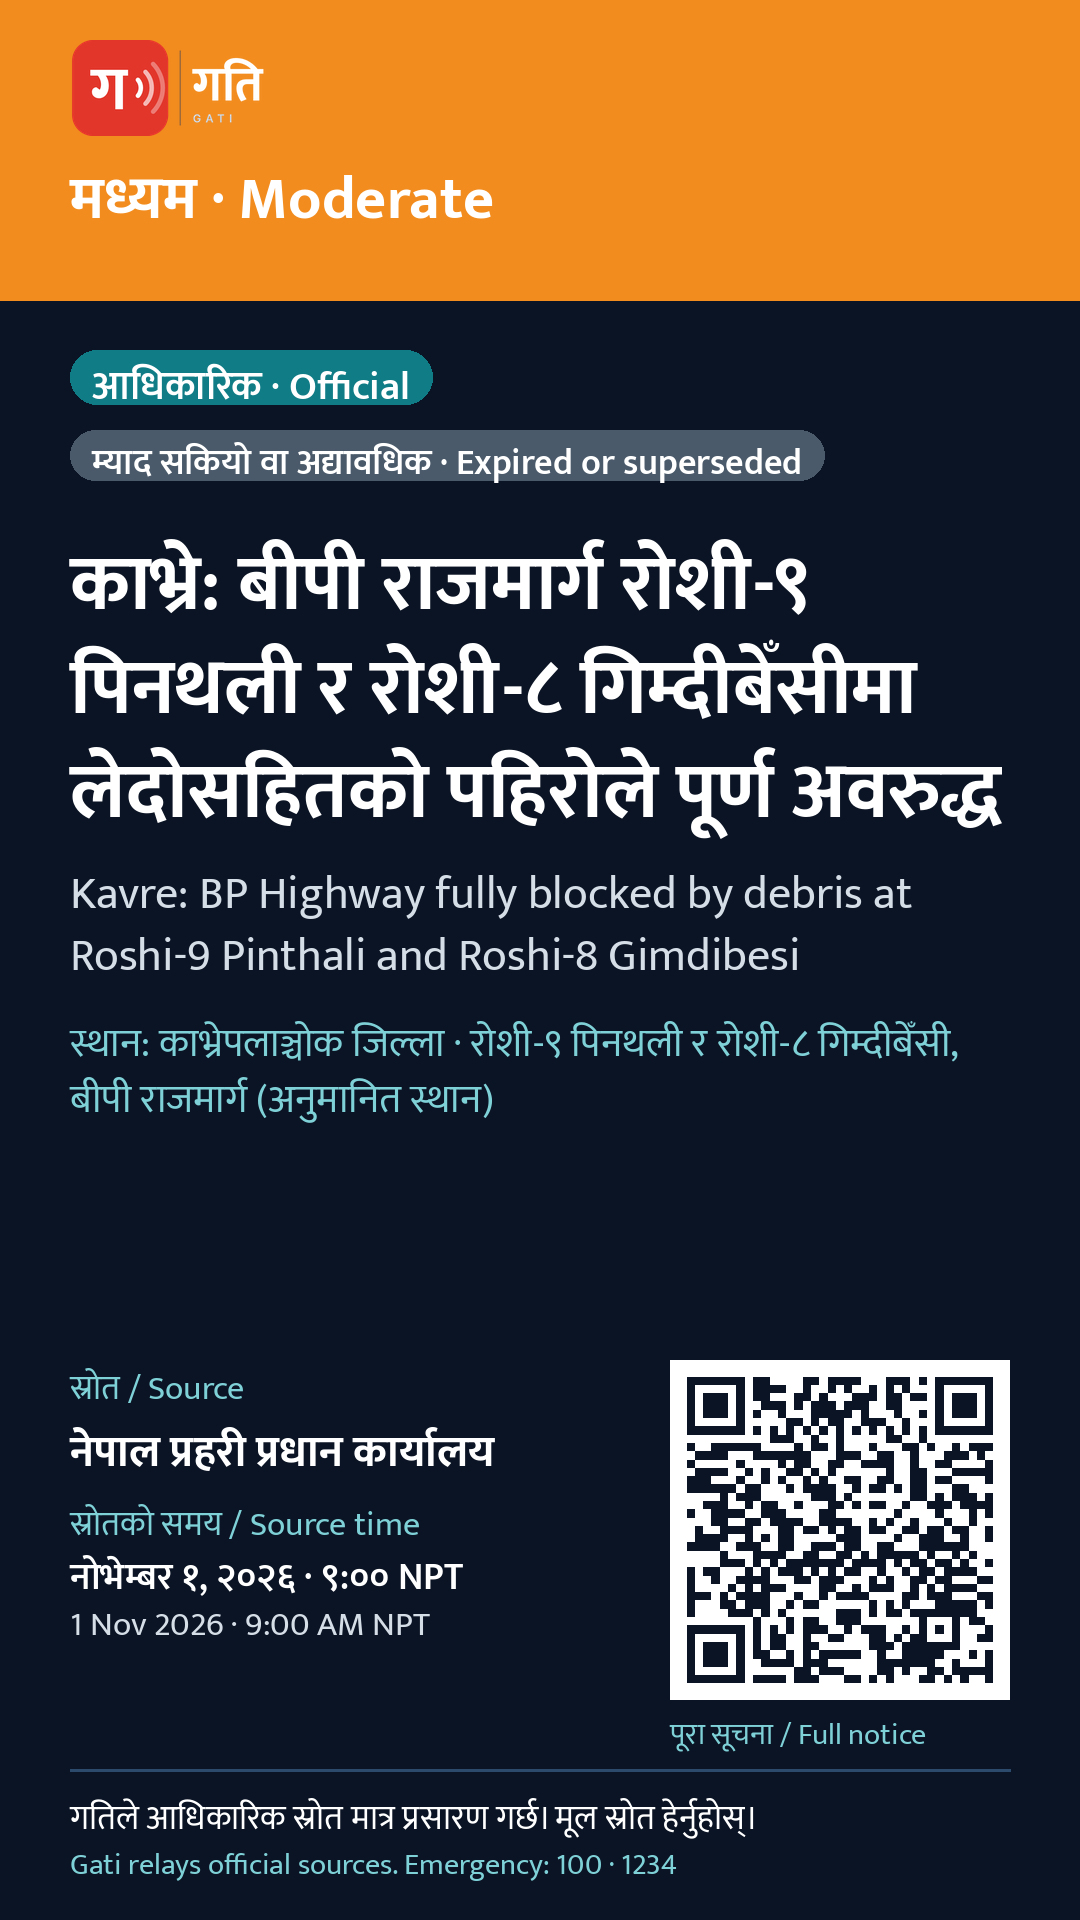 ग
गति
GATI
मध्यम · Moderate
आधिकारिक · Official
म्याद सकियो वा अद्यावधिक · Expired or superseded
काभ्रे: बीपी राजमार्ग रोशी-९
पिनथली र रोशी-८ गिम्दीबेँसीमा
लेदोसहितको पहिरोले पूर्ण अवरुद्ध
Kavre: BP Highway fully blocked by debris at
Roshi-9 Pinthali and Roshi-8 Gimdibesi
स्थान: काभ्रेपलाञ्चोक जिल्ला · रोशी-९ पिनथली र रोशी-८ गिम्दीबेँसी,
बीपी राजमार्ग (अनुमानित स्थान)
स्रोत / Source
नेपाल प्रहरी प्रधान कार्यालय
स्रोतको समय / Source time
नोभेम्बर १, २०२६ · ९:०० NPT
1 Nov 2026 · 9:00 AM NPT
पूरा सूचना / Full notice
गतिले आधिकारिक स्रोत मात्र प्रसारण गर्छ। मूल स्रोत हेर्नुहोस्।
Gati relays official sources. Emergency: 100 · 1234